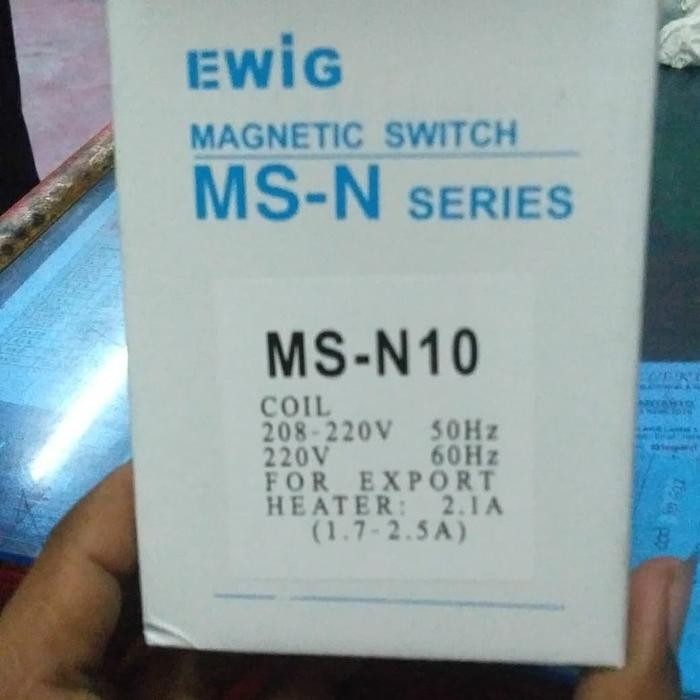 EWiG
MAGNETIC SWITCH
MS-N SERIES
MS-N10
COIL
208-220V 50Hz
220V 60Hz
FOR EXPORT
HEATER: 2.1A
(1.7-2.5A)